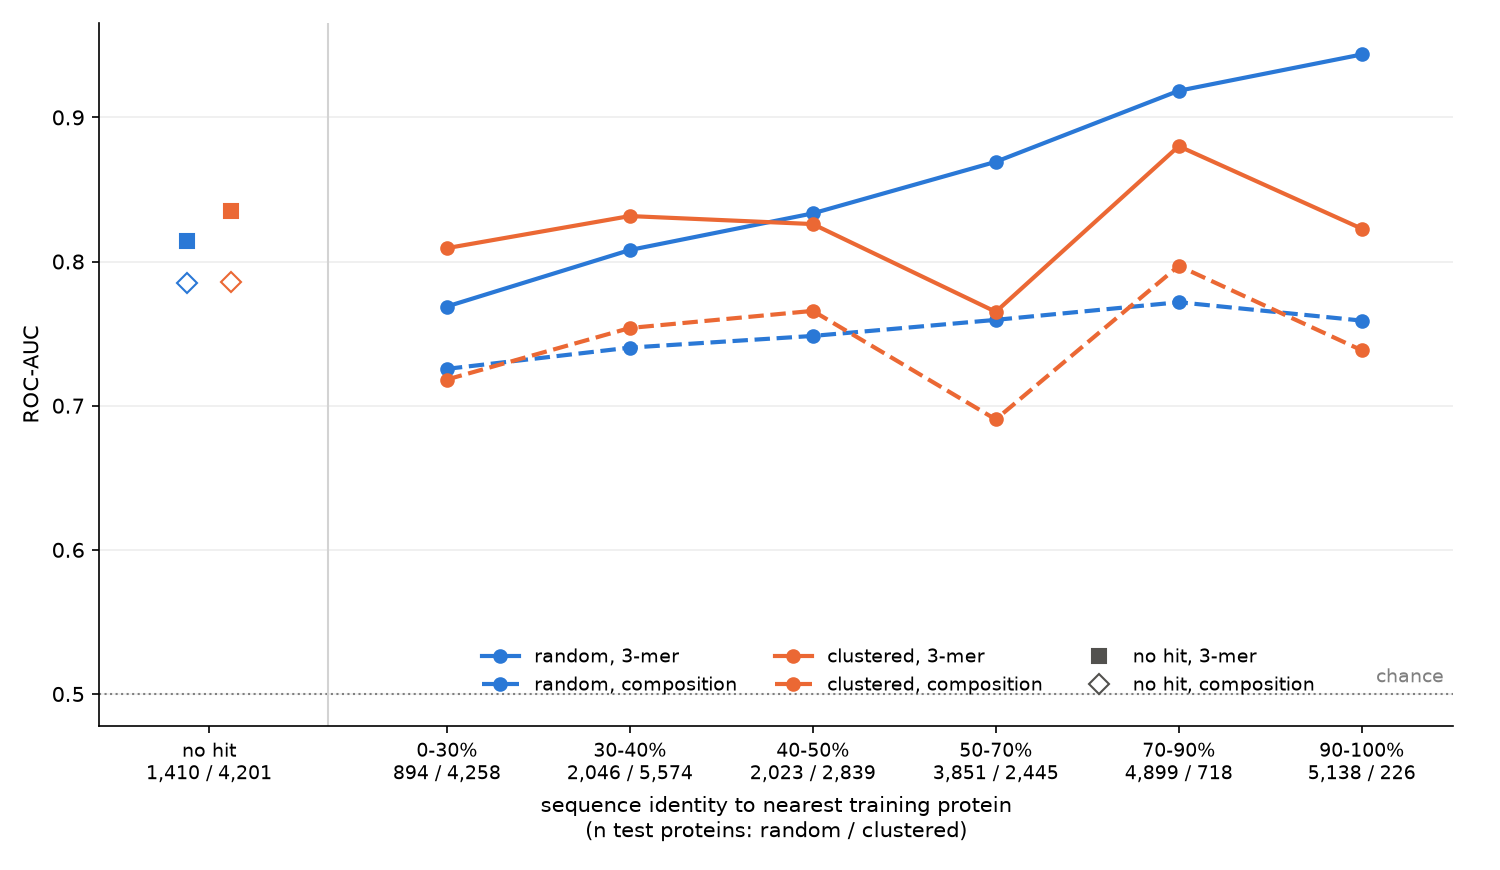 ROC-AUC
0.9
0.8
0.7
0.6
0.5
random, 3-mer
random, composition
clustered, 3-mer
clustered, composition
no hit, 3-mer
no hit, composition
chance
no hit
1,410 / 4,201
0-30%
894 / 4,258
30-40%
2,046 / 5,574
40-50%
2,023 / 2,839
50-70%
3,851 / 2,445
70-90%
4,899 / 718
90-100%
5,138 / 226
sequence identity to nearest training protein
(n test proteins: random / clustered)